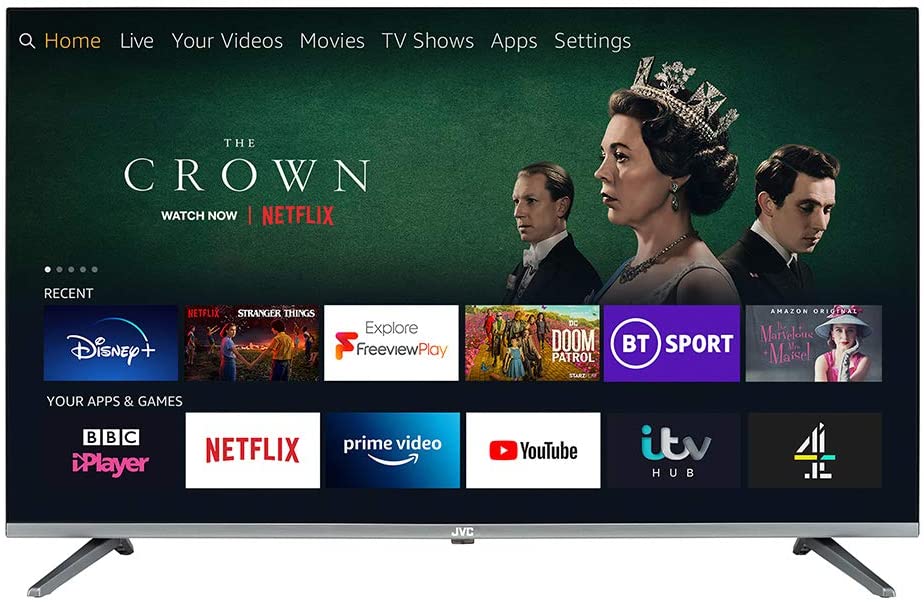 Home Live Your Videos Movies TV Shows Apps Settings
THE
CROWN
WATCH NOW | NETFLIX
RECENT
Disney+
NETFLIX
STRANGER THINGS
Explore
FreeviewPlay
DC
DOOM
PATROL
STARZPLAY
BT SPORT
AMAZON ORIGINAL
The
Marvelous
Mrs.
Maisel
YOUR APPS & GAMES
BBC
iPlayer
NETFLIX
prime video
YouTube
itv
HUB
4
JVC